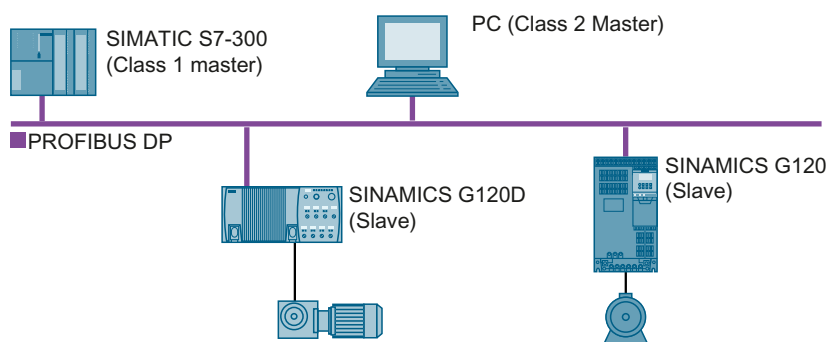 SIMATIC S7-300
(Class 1 master)
PC (Class 2 Master)
PROFIBUS DP
SINAMICS G120D
(Slave)
SINAMICS G120
(Slave)